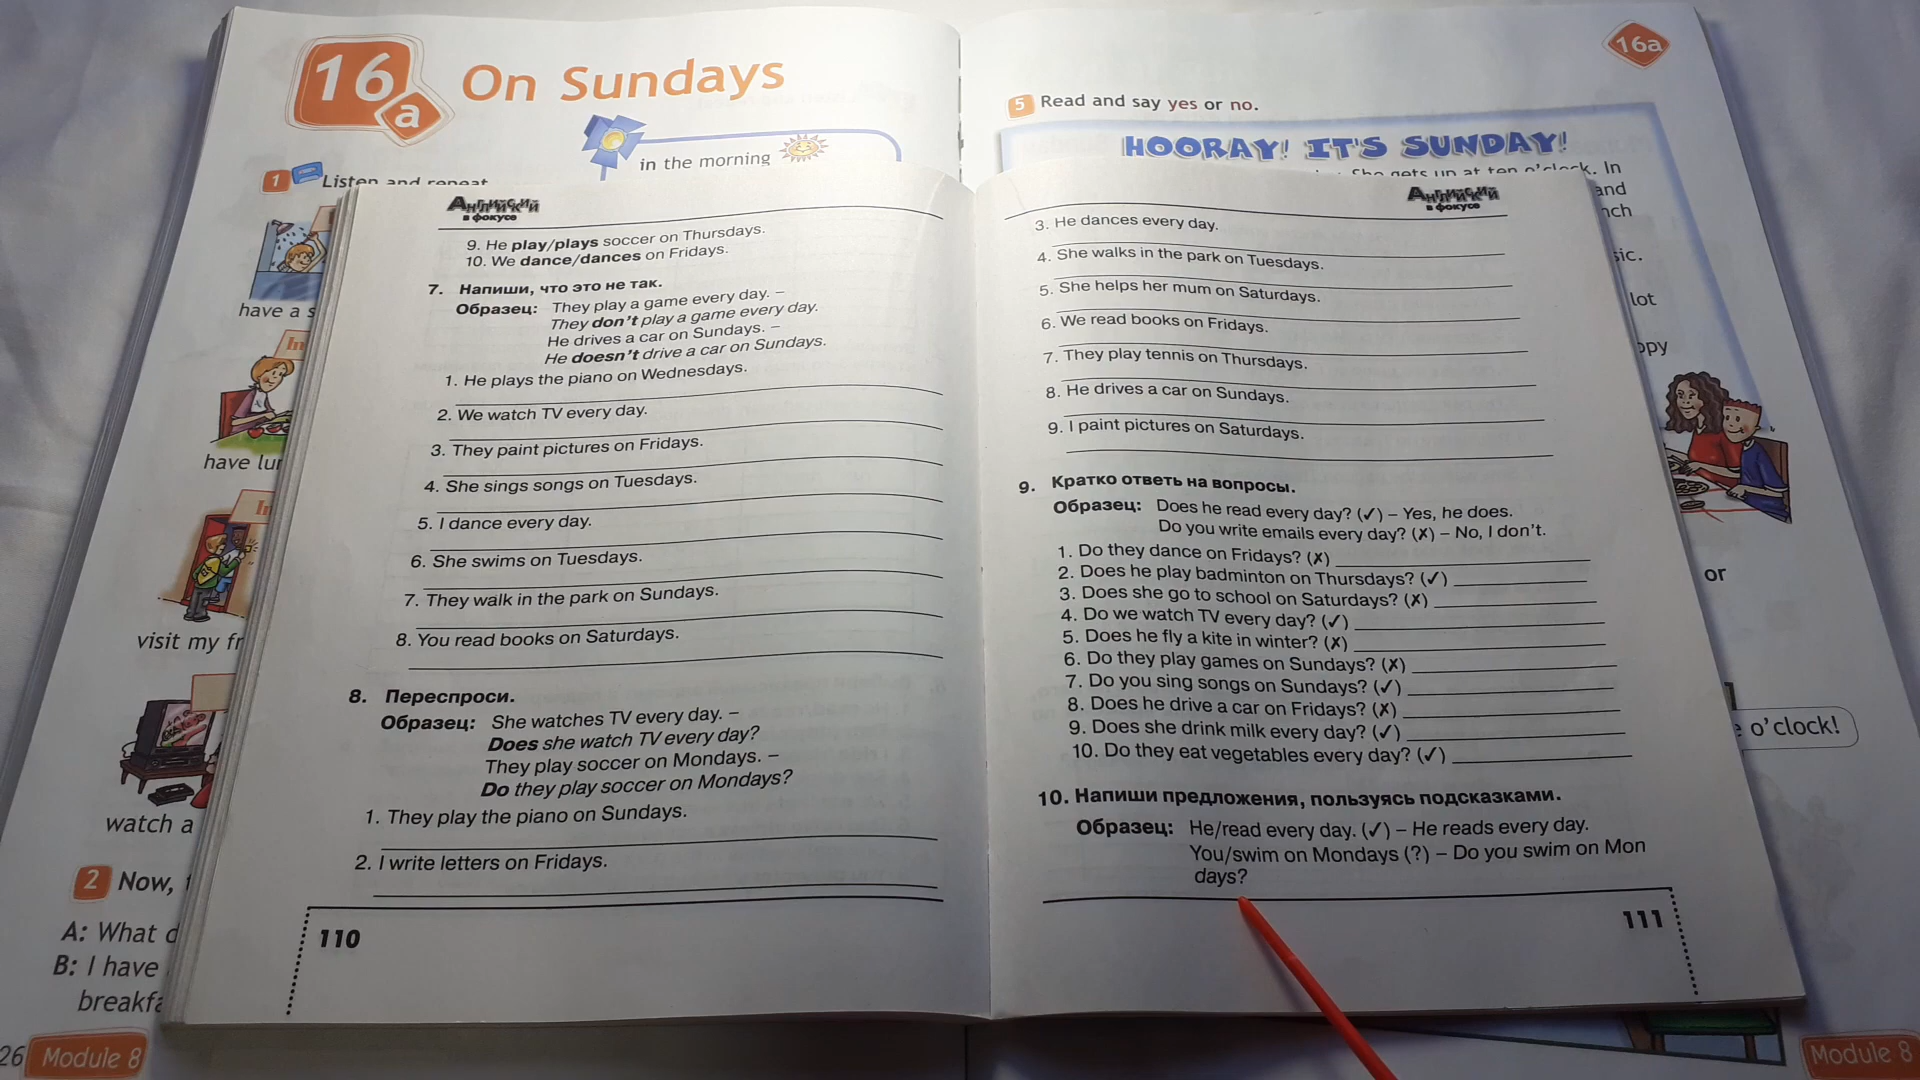 16a On Sundays
in the morning
1 Listen and repeat
have a s
In
have lun
In
visit my fr
watch a
2 Now,
A: What d
B: I have
breakfa
26 Module 8
Английский
в фокусе
9. He play/plays soccer on Thursdays.
10. We dance/dances on Fridays.
7. Напиши, что это не так.
Образец: They play a game every day. –
They don't play a game every day.
He drives a car on Sundays. –
He doesn't drive a car on Sundays.
1. He plays the piano on Wednesdays.
2. We watch TV every day.
3. They paint pictures on Fridays.
4. She sings songs on Tuesdays.
5. I dance every day.
6. She swims on Tuesdays.
7. They walk in the park on Sundays.
8. You read books on Saturdays.
8. Переспроси.
Образец: She watches TV every day. –
Does she watch TV every day?
They play soccer on Mondays. –
Do they play soccer on Mondays?
1. They play the piano on Sundays.
2. I write letters on Fridays.
110
Английский
в фокусе
3. He dances every day.
4. She walks in the park on Tuesdays.
5. She helps her mum on Saturdays.
6. We read books on Fridays.
7. They play tennis on Thursdays.
8. He drives a car on Sundays.
9. I paint pictures on Saturdays.
9. Кратко ответь на вопросы.
Образец: Does he read every day? (✓) – Yes, he does.
Do you write emails every day? (✗) – No, I don't.
1. Do they dance on Fridays? (✗)
2. Does he play badminton on Thursdays? (✓)
3. Does she go to school on Saturdays? (✗)
4. Do we watch TV every day? (✓)
5. Does he fly a kite in winter? (✗)
6. Do they play games on Sundays? (✗)
7. Do you sing songs on Sundays? (✓)
8. Does he drive a car on Fridays? (✗)
9. Does she drink milk every day? (✓)
10. Do they eat vegetables every day? (✓)
10. Напиши предложения, пользуясь подсказками.
Образец: He/read every day. (✓) – He reads every day.
You/swim on Mondays (?) – Do you swim on Mon
days?
111
16a
5 Read and say yes or no.
HOORAY! IT'S SUNDAY!
She gets up at ten o'clock. In
and
nch
sic.
lot
ppy
or
o'clock!
Module 8